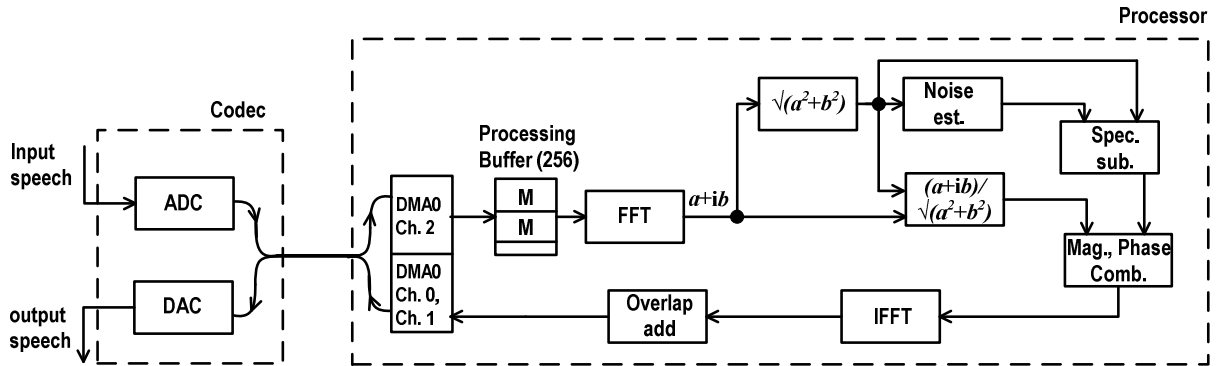 Processor
Codec
Input
speech
ADC
DAC
output
speech
DMA0
Ch. 2
DMA0
Ch. 0,
Ch. 1
Processing
Buffer (256)
M
M
FFT
a+ib
√(a²+b²)
Noise
est.
Spec.
sub.
(a+ib)/
√(a²+b²)
Mag., Phase
Comb.
IFFT
Overlap
add